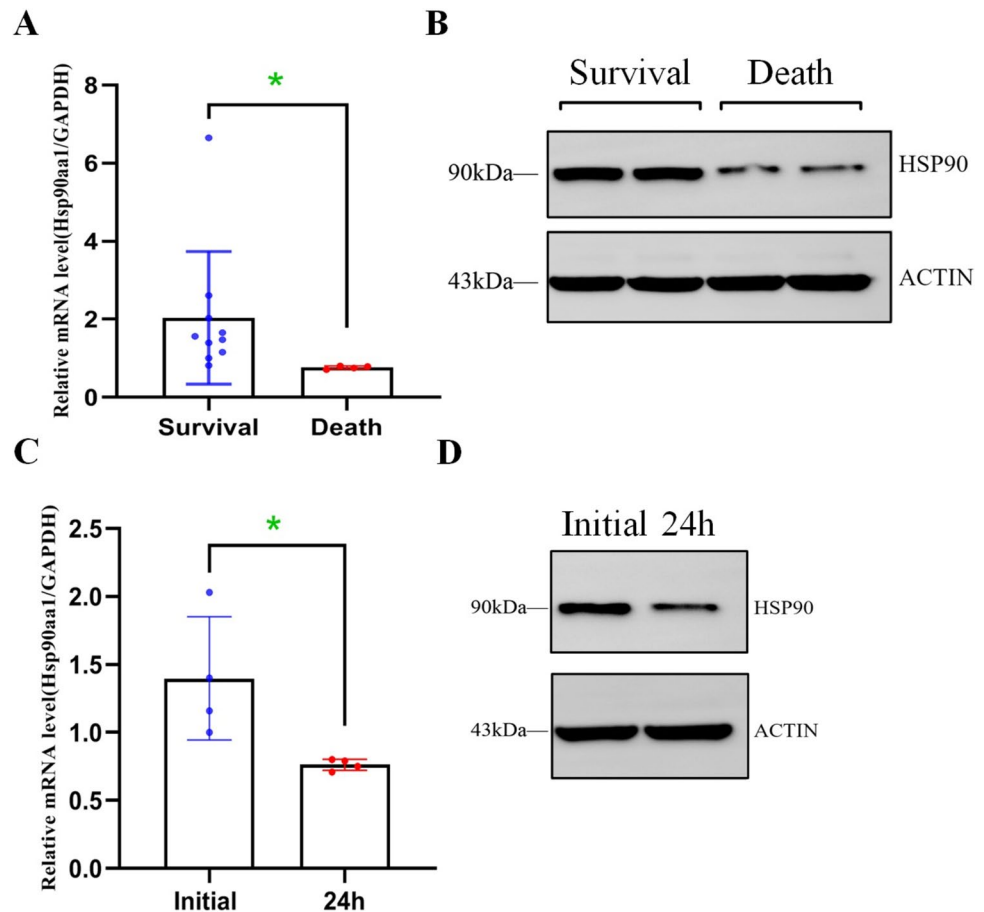 A
Relative mRNA level(Hsp90aa1/GAPDH)
8
6
4
2
0
*
Survival Death
B
Survival Death
90kDa— HSP90
43kDa— ACTIN
C
Relative mRNA level(Hsp90aa1/GAPDH)
2.5
2.0
1.5
1.0
0.5
0.0
*
Initial 24h
D
Initial 24h
90kDa— HSP90
43kDa— ACTIN